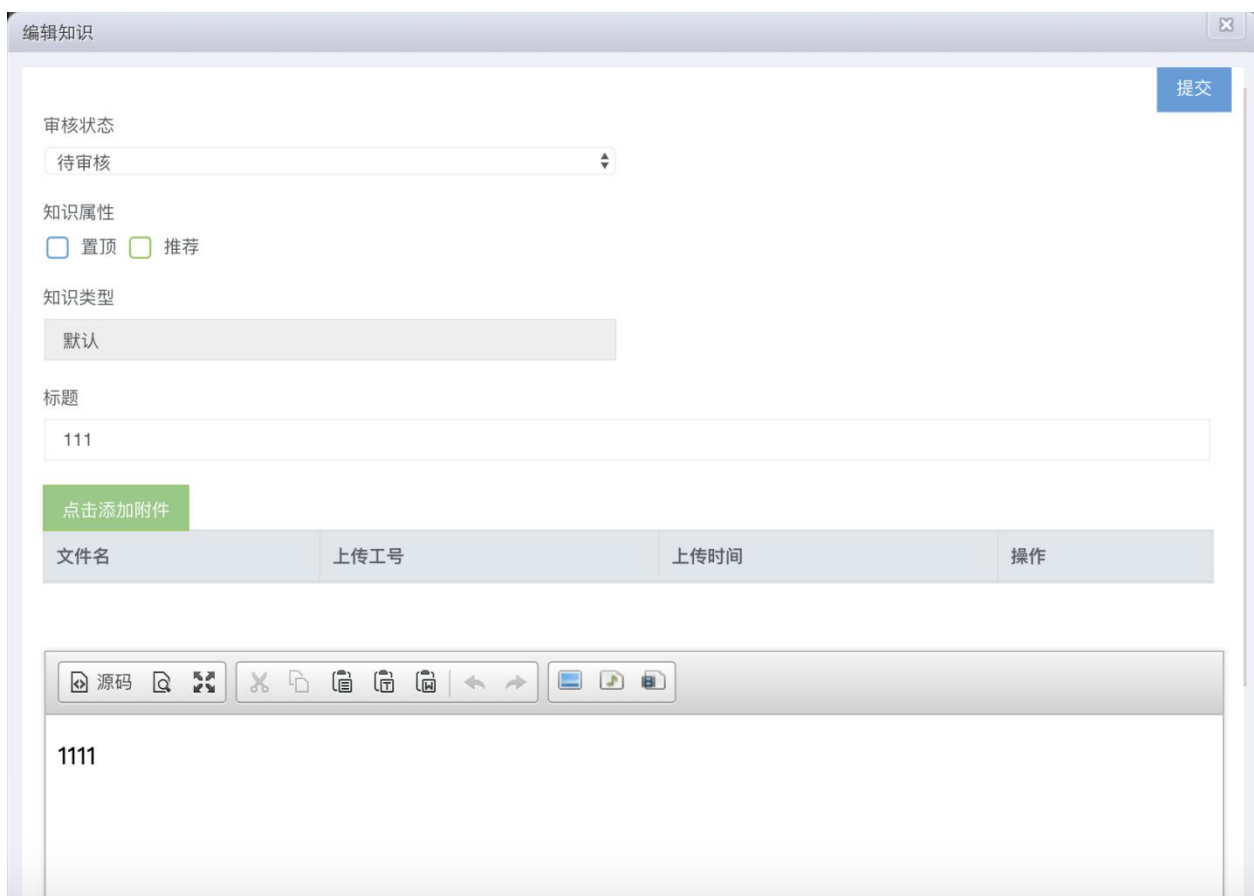 编辑知识
提交
审核状态
待审核
知识属性
置顶 推荐
知识类型
默认
标题
111
点击添加附件
文件名 上传工号 上传时间 操作
源码
1111